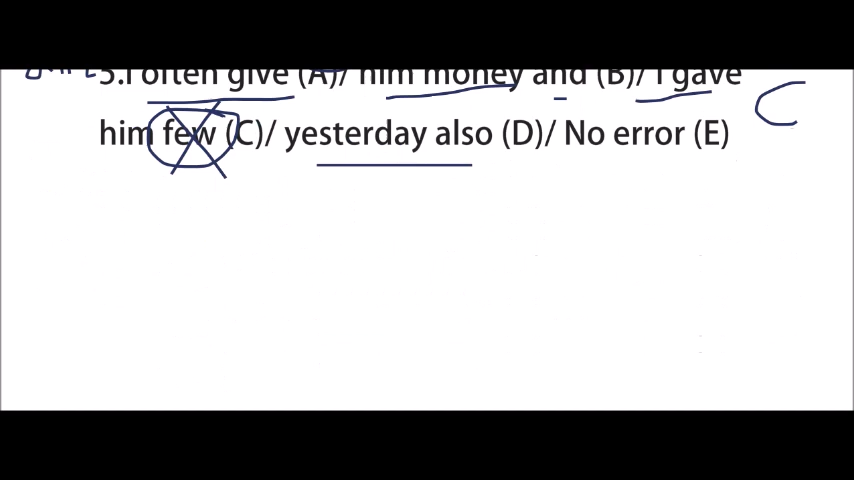 5.I often give (A)/ him money and (B)/ I gave
him few (C)/ yesterday also (D)/ No error (E)
C